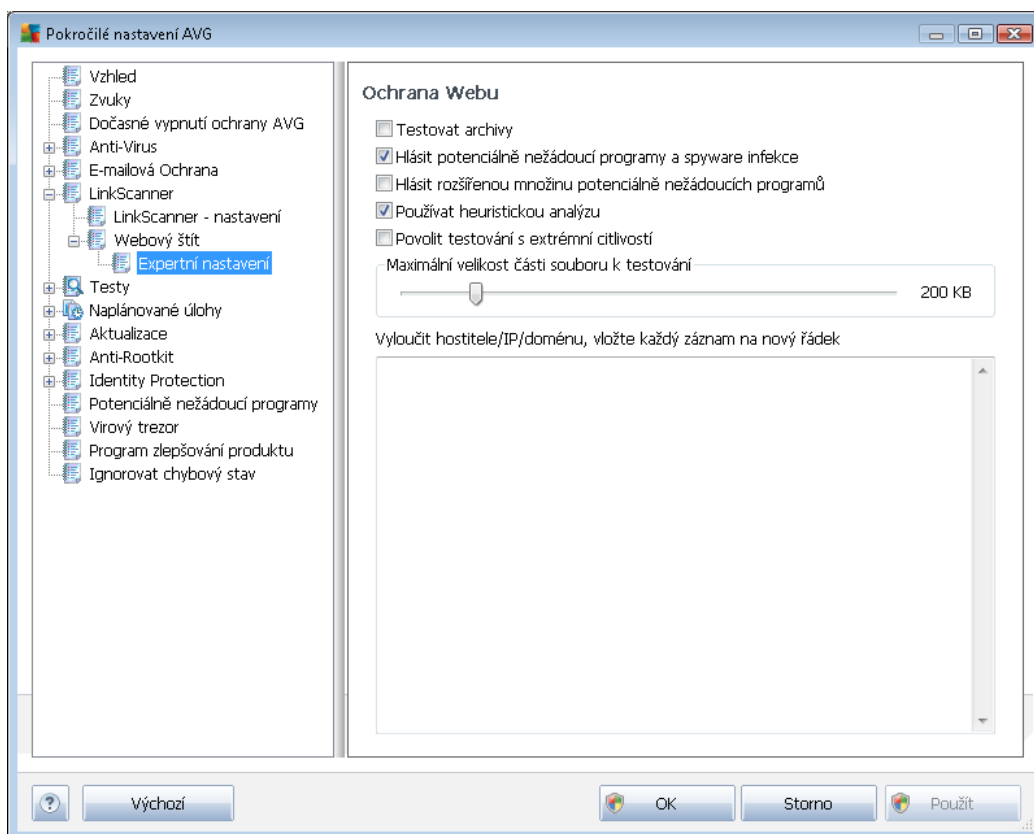 Pokročilé nastavení AVG
Vzhled
Zvuky
Dočasné vypnutí ochrany AVG
Anti-Virus
E-mailová Ochrana
LinkScanner
LinkScanner - nastavení
Webový štít
Expertní nastavení
Testy
Naplánované úlohy
Aktualizace
Anti-Rootkit
Identity Protection
Potenciálně nežádoucí programy
Virový trezor
Program zlepšování produktu
Ignorovat chybový stav
Ochrana Webu
Testovat archivy
Hlásit potenciálně nežádoucí programy a spyware infekce
Hlásit rozšířenou množinu potenciálně nežádoucích programů
Používat heuristickou analýzu
Povolit testování s extrémní citlivostí
Maximální velikost části souboru k testování
200 KB
Vyloučit hostitele/IP/doménu, vložte každý záznam na nový řádek
? Výchozí OK Storno Použít